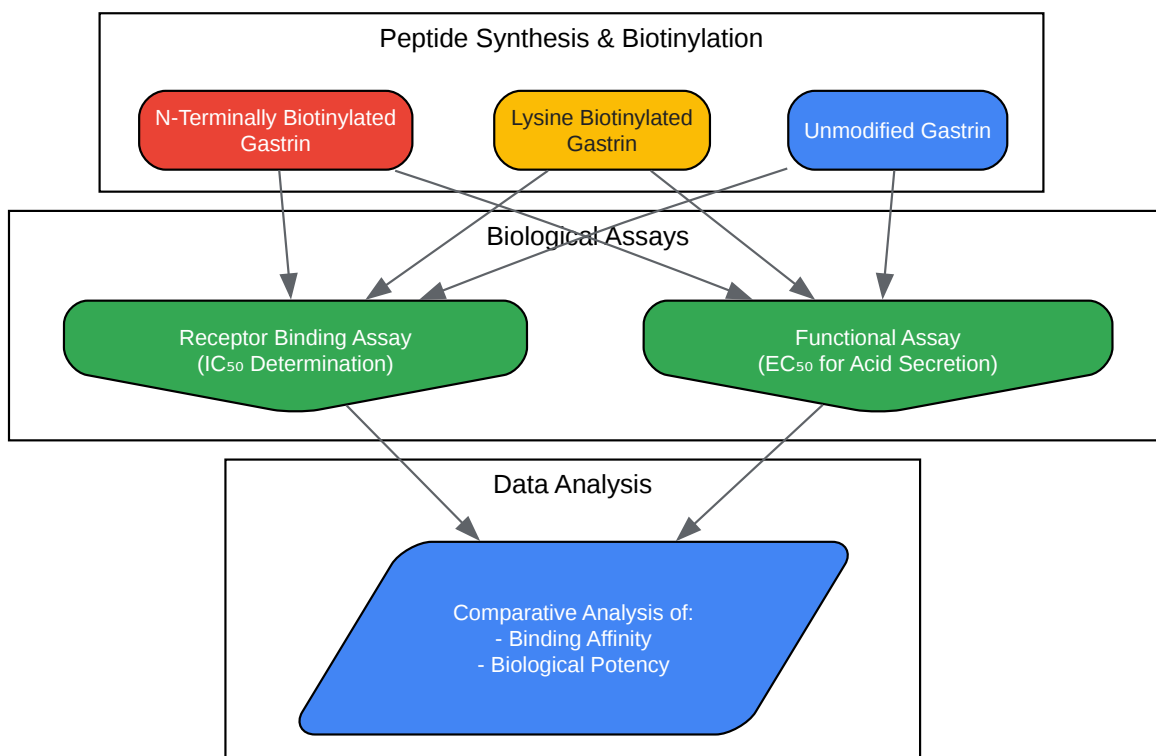 Peptide Synthesis & Biotinylation
N-Terminally Biotinylated
Gastrin
Lysine Biotinylated
Gastrin
Unmodified Gastrin
Biological Assays
Receptor Binding Assay
(IC₅₀ Determination)
Functional Assay
(EC₅₀ for Acid Secretion)
Data Analysis
Comparative Analysis of:
- Binding Affinity
- Biological Potency